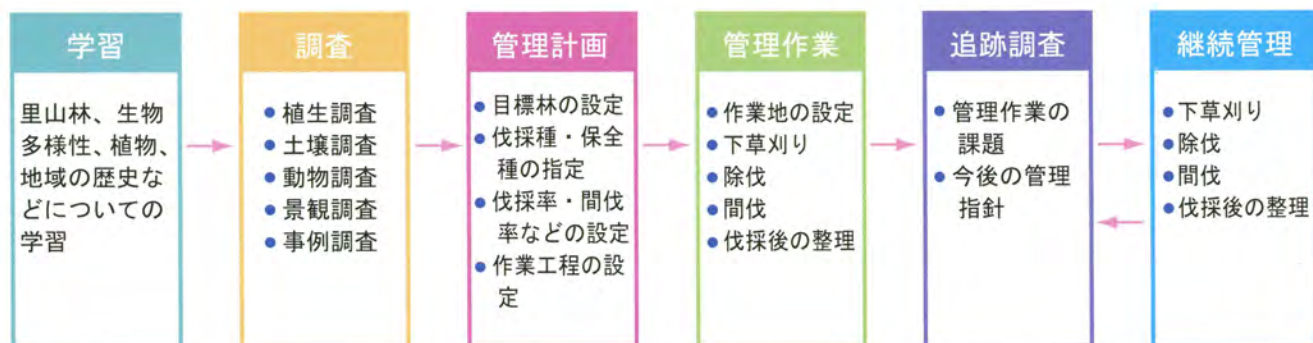 学習
里山林、生物
多様性、植物、
地域の歴史な
どについての
学習
調査
●植生調査
●土壌調査
●動物調査
●景観調査
●事例調査
管理計画
●目標林の設定
●伐採種・保全
種の指定
●伐採率・間伐
率などの設定
●作業工程の設
定
管理作業
●作業地の設定
●下草刈り
●除伐
●間伐
●伐採後の整理
追跡調査
●管理作業の
課題
●今後の管理
指針
継続管理
●下草刈り
●除伐
●間伐
●伐採後の整理